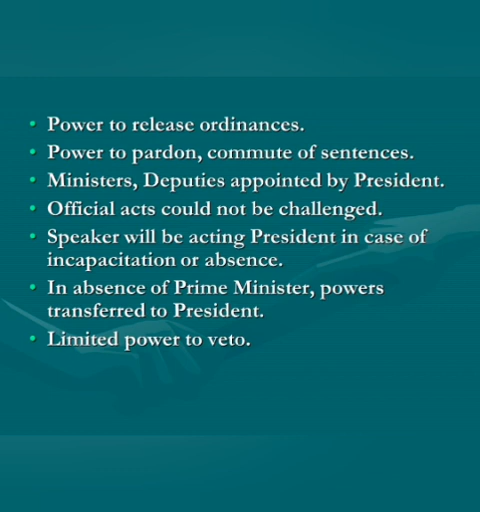 • Power to release ordinances.
• Power to pardon, commute of sentences.
• Ministers, Deputies appointed by President.
• Official acts could not be challenged.
• Speaker will be acting President in case of
incapacitation or absence.
• In absence of Prime Minister, powers
transferred to President.
• Limited power to veto.